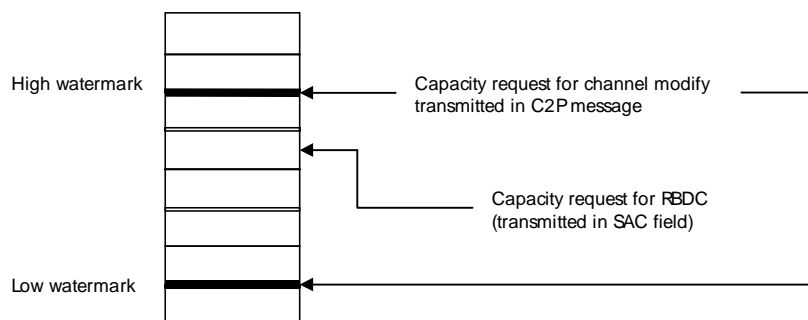 High watermark
Capacity request for channel modify
transmitted in C2P message
Capacity request for RBDC
(transmitted in SAC field)
Low watermark